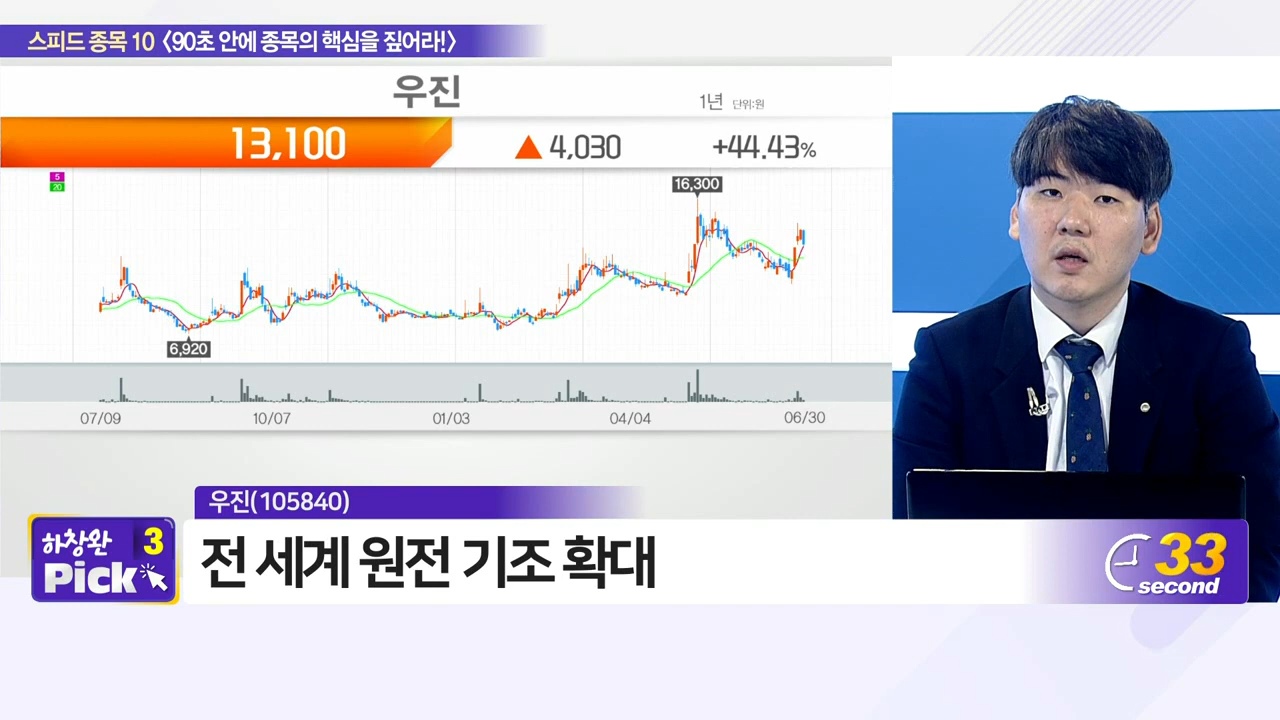 스피드 종목 10 〈90초 안에 종목의 핵심을 짚어라!〉
우진
1년 단위:원
13,100 ▲ 4,030 +44.43%
5
20
16,300
6,920
07/09 10/07 01/03 04/04 06/30
우진(105840)
하창완 3
Pick
전 세계 원전 기조 확대
33
second